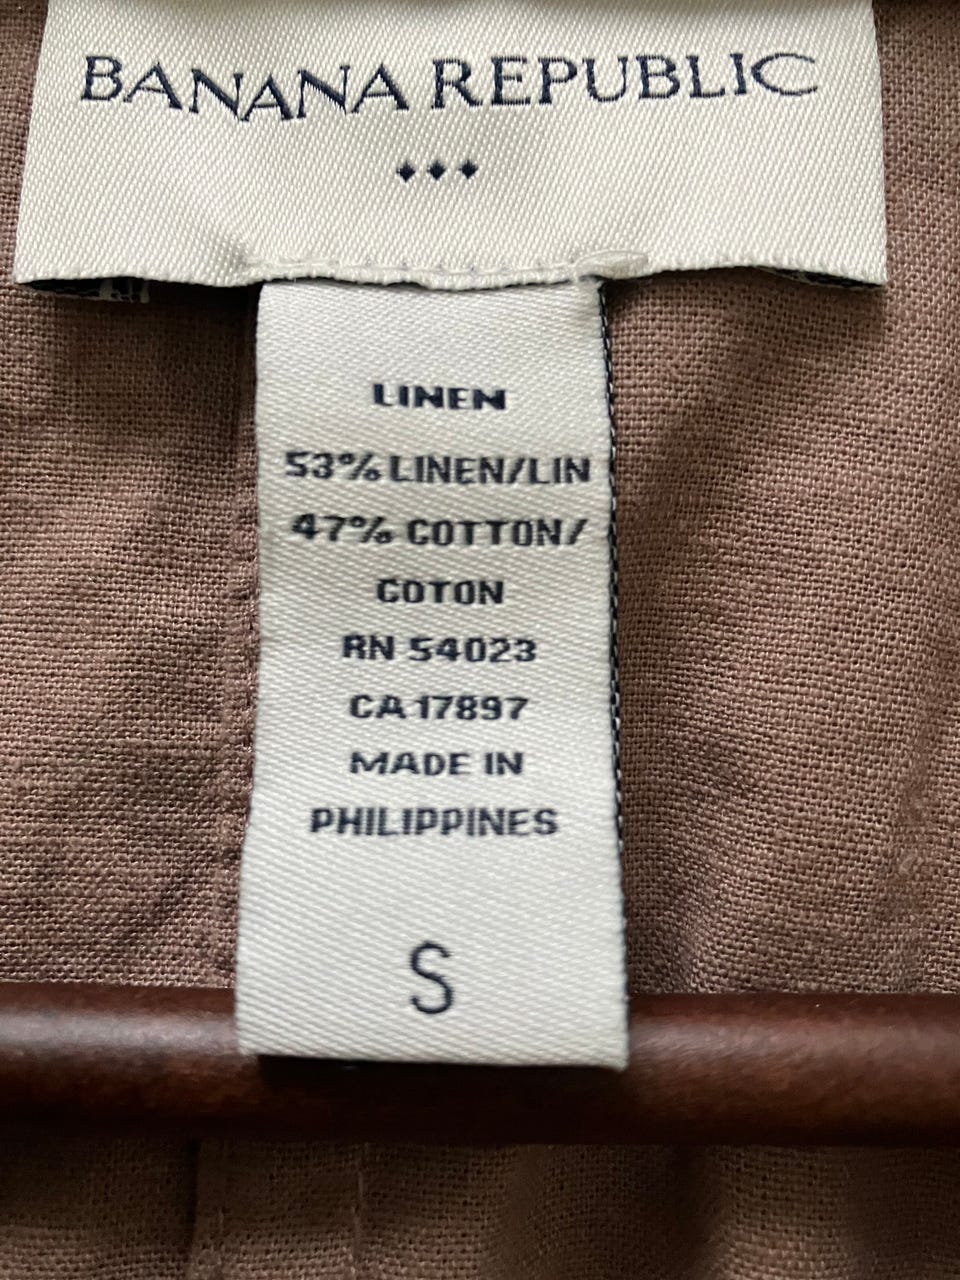 BANANA REPUBLIC
LINEN
53% LINEN/LIN
47% COTTON/
COTON
RN 54023
CA 17897
MADE IN
PHILIPPINES
S